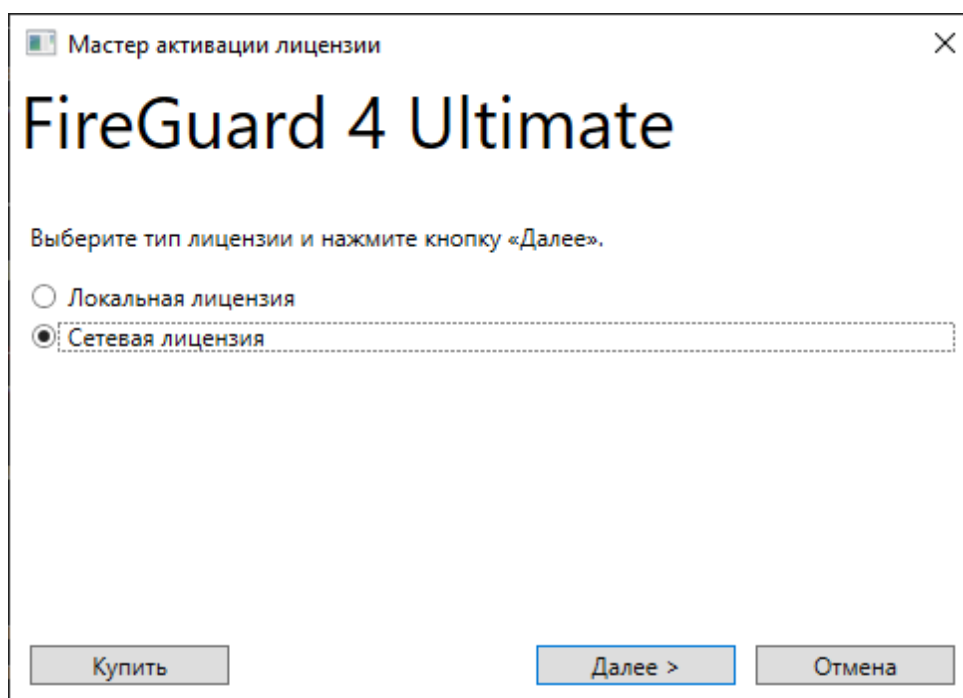 Мастер активации лицензии
FireGuard 4 Ultimate
Выберите тип лицензии и нажмите кнопку «Далее».
Локальная лицензия
Сетевая лицензия
Купить
Далее >
Отмена